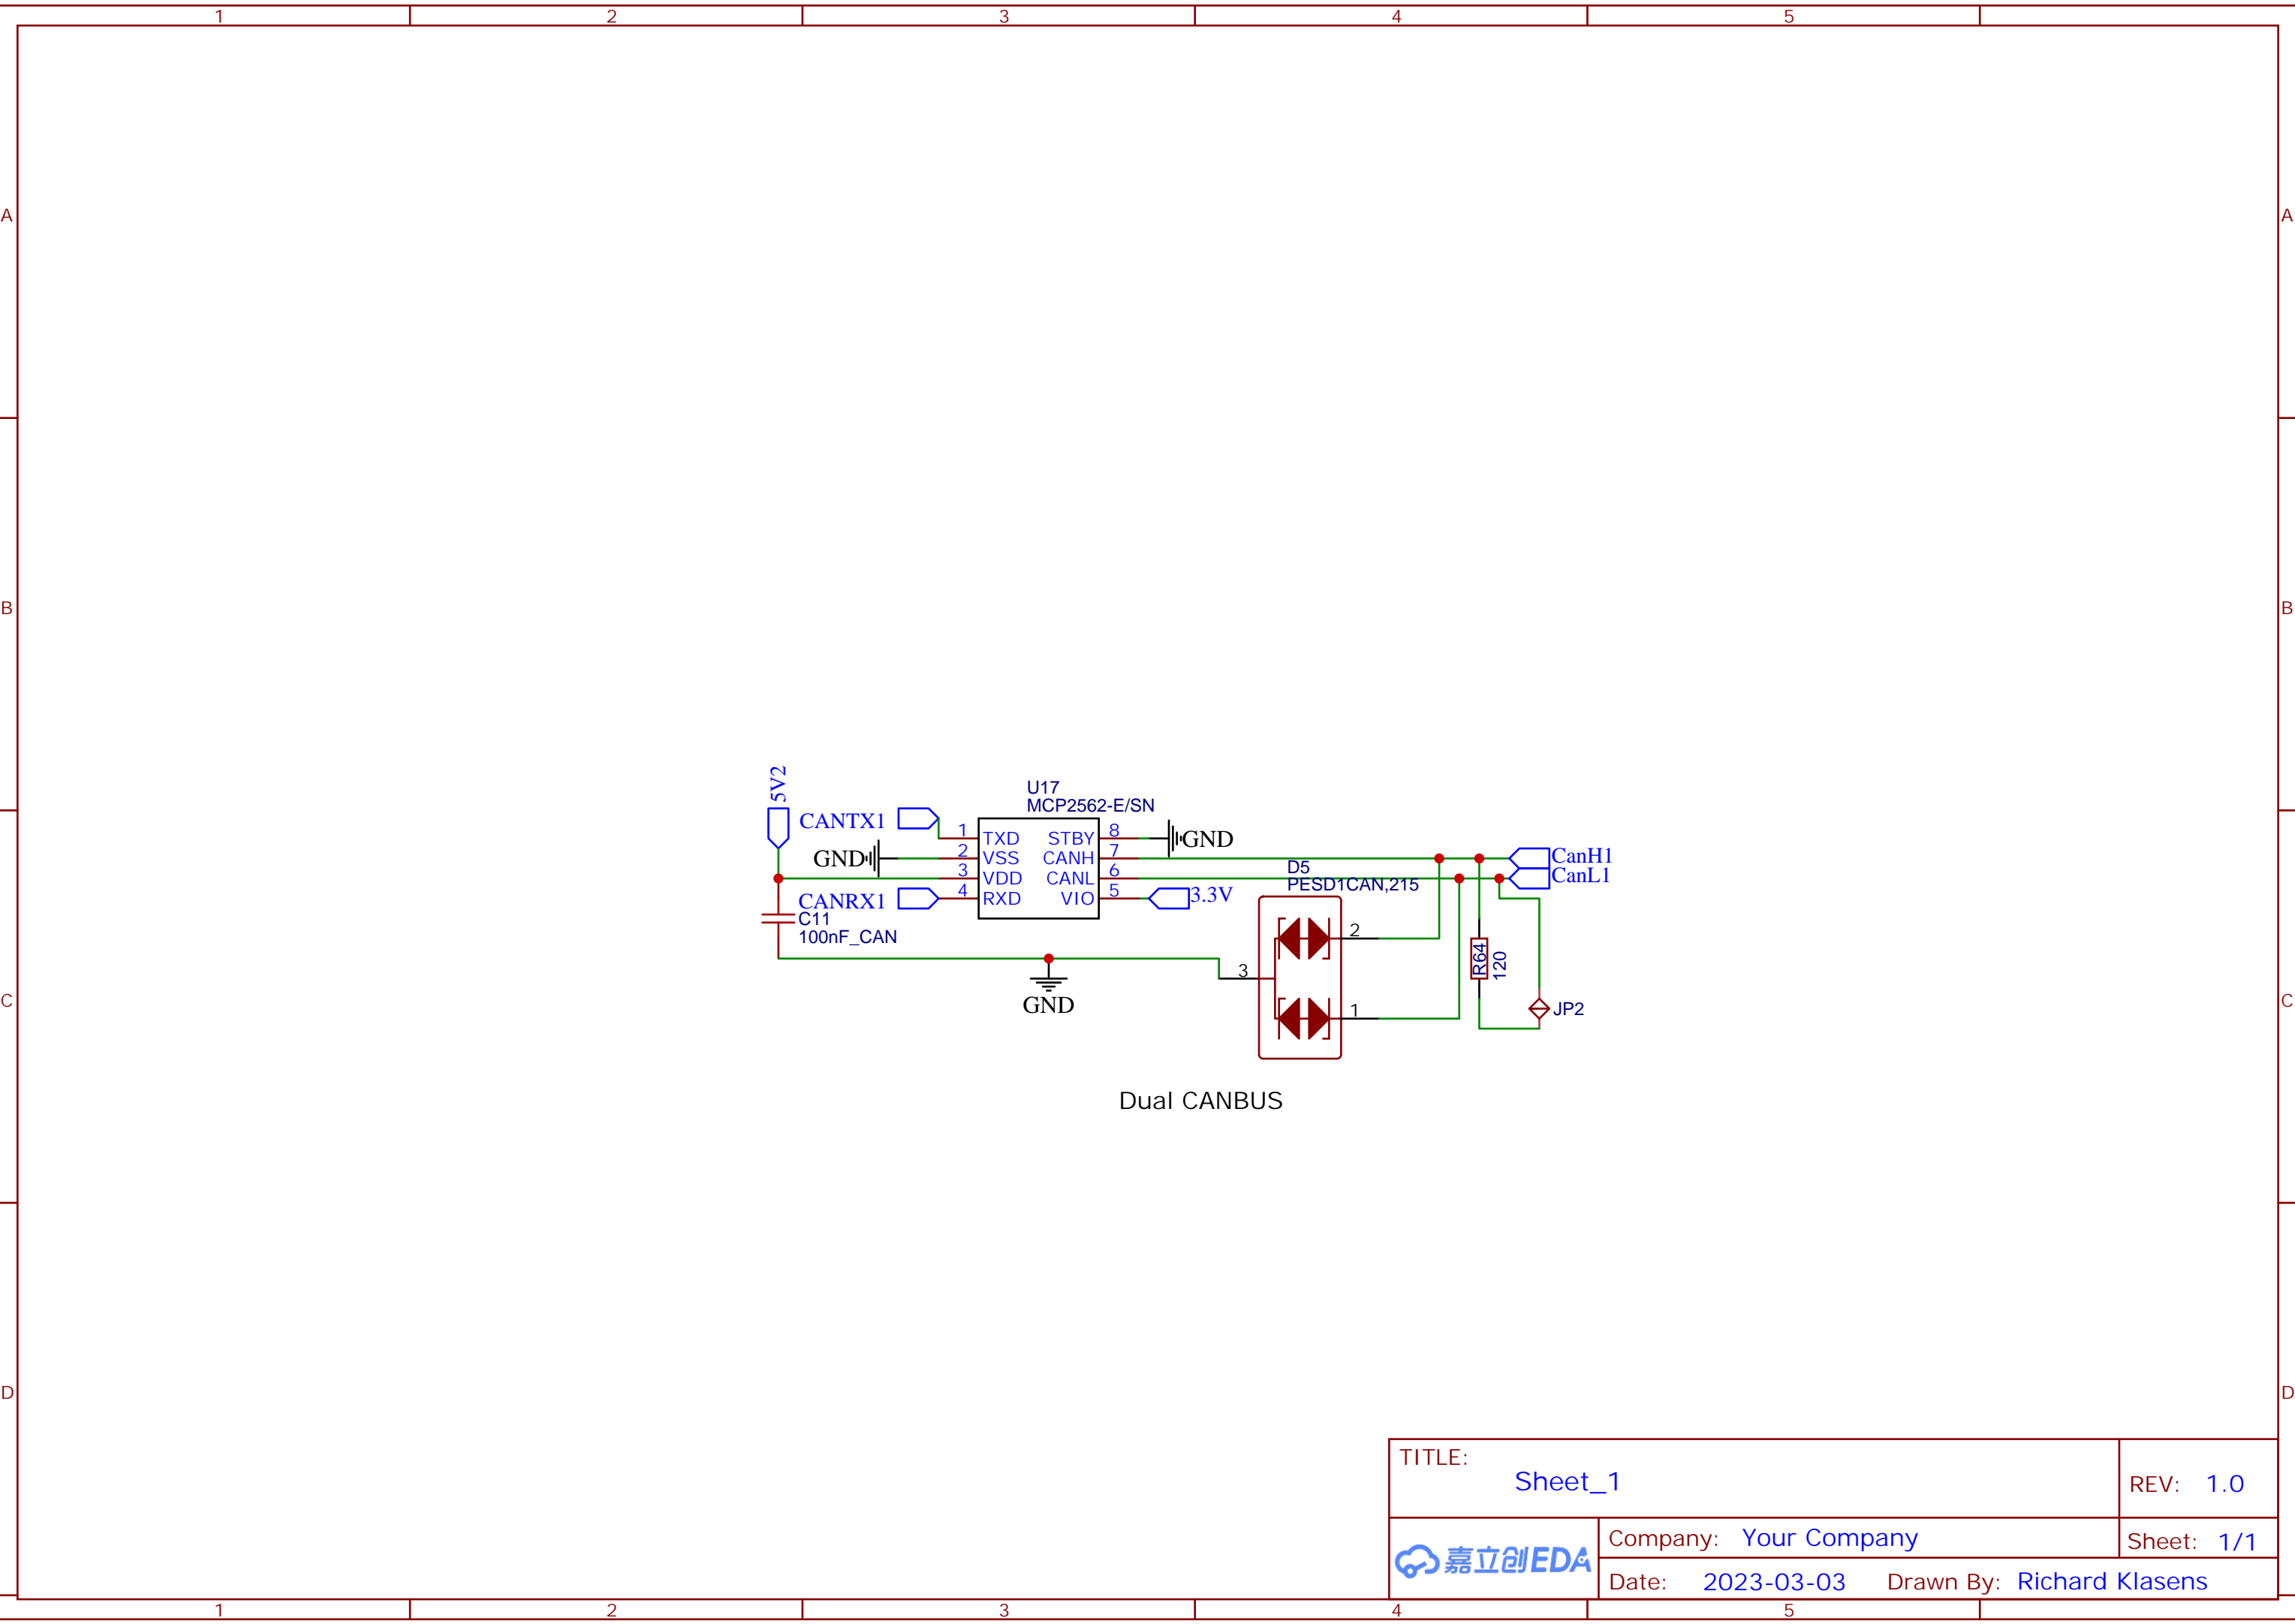 1 2 3 4 5
A A
B B
5V2
U17
MCP2562-E/SN
CANTX1
1 TXD STBY 8 GND
GND 2 VSS CANH 7 CanH1
3 VDD CANL 6 CanL1
CANRX1 4 RXD VIO 5 3.3V
D5
PESD1CAN,215
C11
100nF_CAN
2
R64
120
3
C C
GND
1
JP2
Dual CANBUS
D D
TITLE:
Sheet_1
REV: 1.0
嘉立创EDA
Company: Your Company
Sheet: 1/1
Date: 2023-03-03
Drawn By: Richard Klasens
1 2 3 4 5